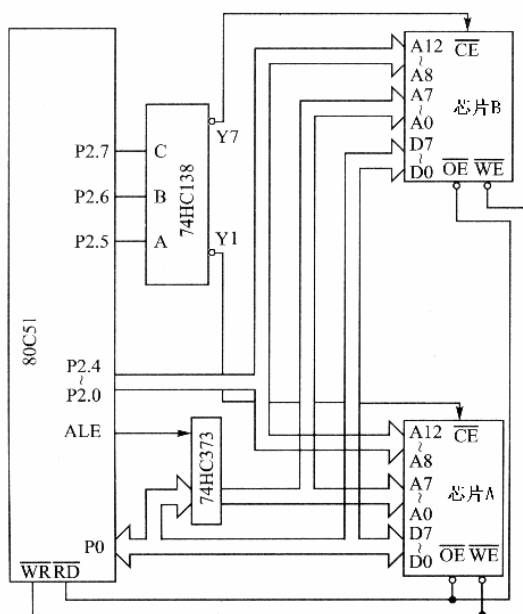 80C51
P2.7
P2.6
P2.5
C
B
A
74HC138
Y7
Y1
P2.4
~
P2.0
ALE
74HC373
P0
WR RD
A12
~
A8
A7
~
A0
D7
~
D0
CE
芯片B
OE WE
A12
~
A8
A7
~
A0
D7
~
D0
CE
芯片A
OE WE